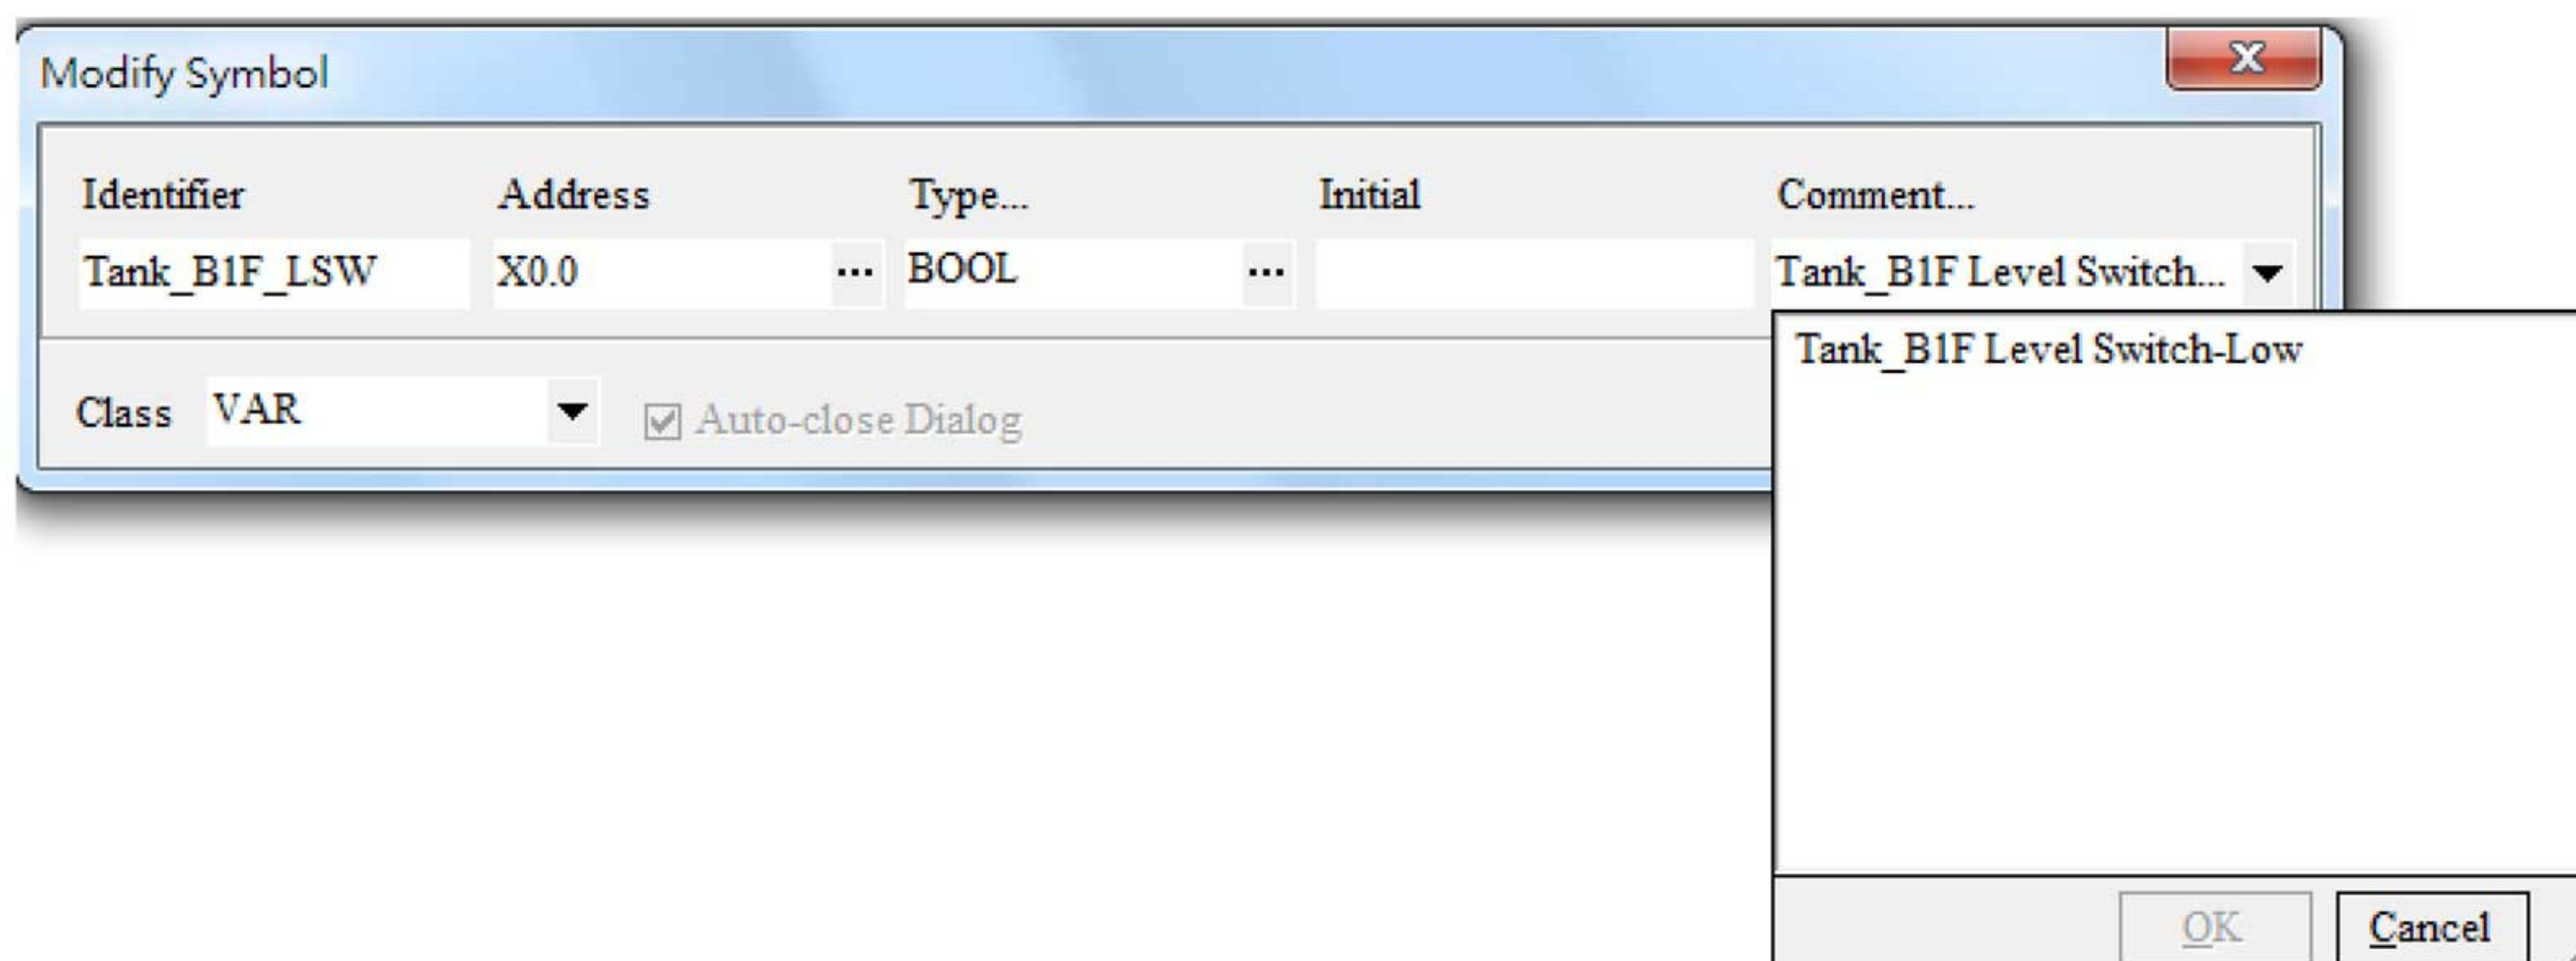 Modify Symbol
Identifier Address Type... Initial Comment...
Tank_B1F_LSW X0.0 ... BOOL ... Tank_B1F Level Switch...
Tank_B1F Level Switch-Low
Class VAR Auto-close Dialog
OK Cancel